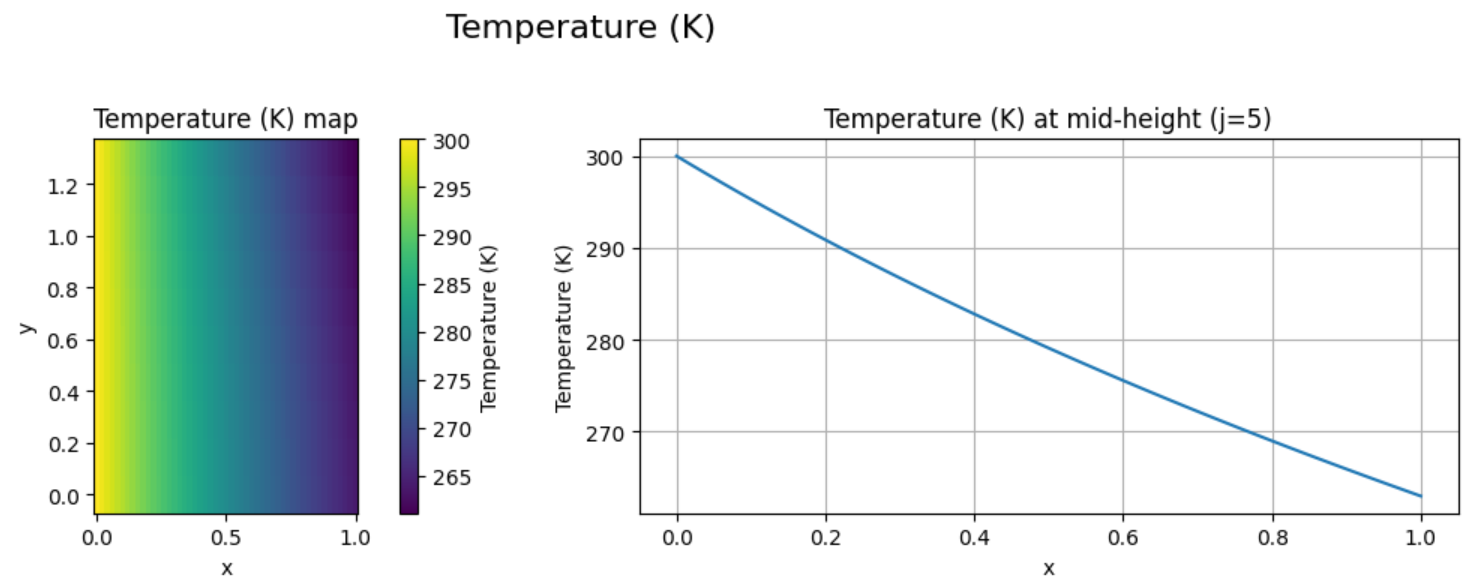 Temperature (K)
Temperature (K) map
1.2
1.0
0.8
0.6
0.4
0.2
0.0
y
0.0 0.5 1.0
x
300
295
290
285
280
275
270
265
Temperature (K)
Temperature (K) at mid-height (j=5)
300
290
280
270
Temperature (K)
0.0 0.2 0.4 0.6 0.8 1.0
x